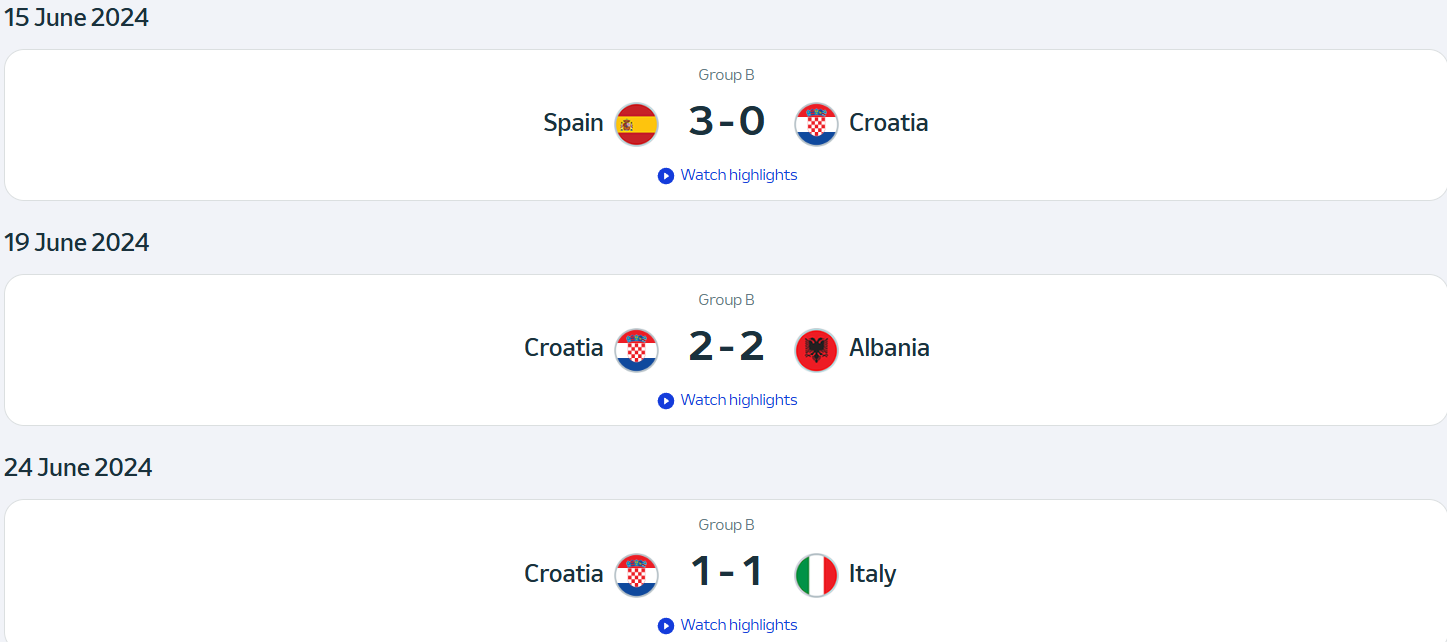 15 June 2024
Group B
Spain 3-0 Croatia
Watch highlights
19 June 2024
Group B
Croatia 2-2 Albania
Watch highlights
24 June 2024
Group B
Croatia 1-1 Italy
Watch highlights